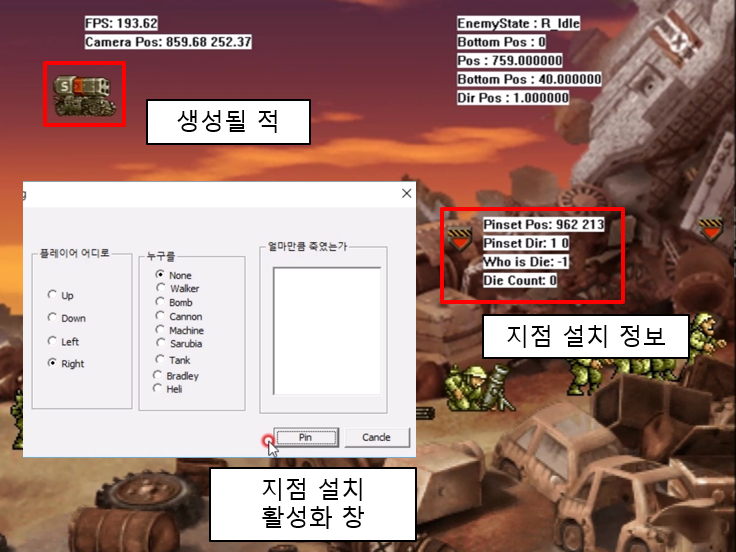 FPS: 193.62
Camera Pos: 859.68 252.37
EnemyState : R_Idle
Bottom Pos : 0
Pos : 759.000000
Bottom Pos : 40.000000
Dir Pos : 1.000000
S
생성될 적
플레이어 어디로
Up
Down
Left
Right
누구를
None
Walker
Bomb
Cannon
Machine
Sarubia
Tank
Bradley
Heli
얼마만큼 죽였는가
Pin
Cancle
Pinset Pos: 962 213
Pinset Dir: 1 0
Who is Die: -1
Die Count: 0
지점 설치 정보
지점 설치
활성화 창